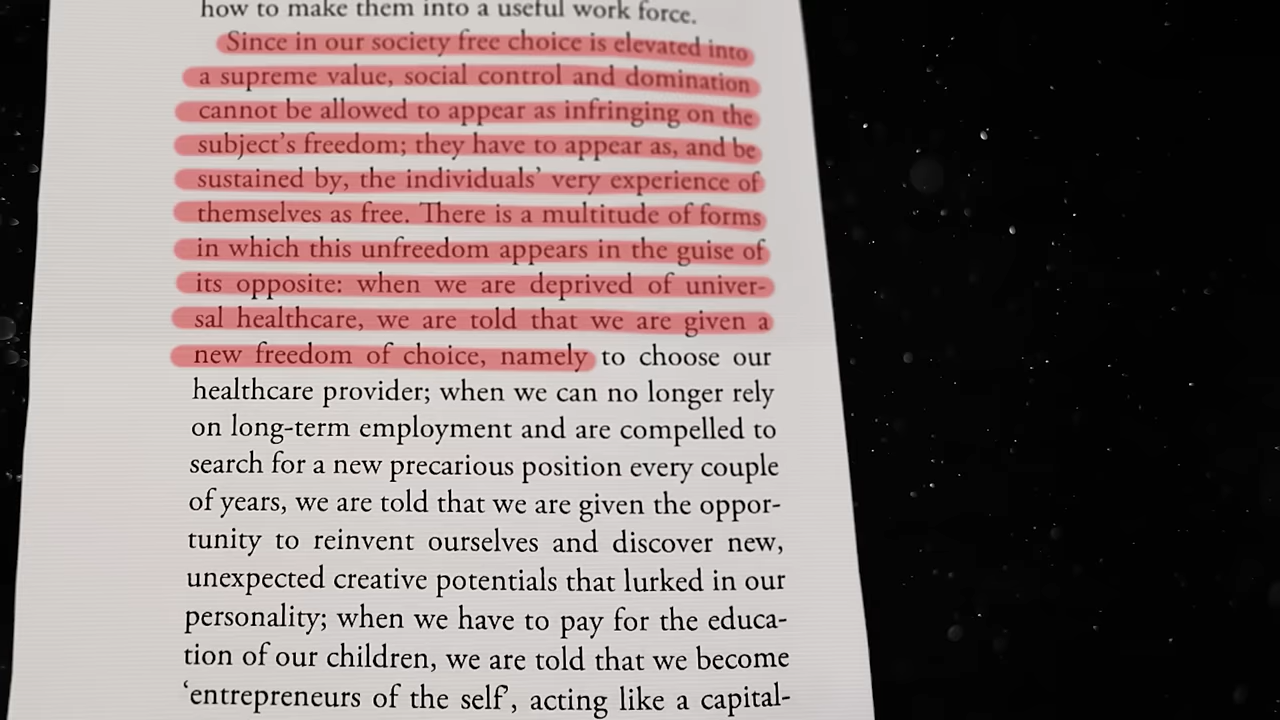 how to make them into a useful work force.
Since in our society free choice is elevated into
a supreme value, social control and domination
cannot be allowed to appear as infringing on the
subject's freedom; they have to appear as, and be
sustained by, the individuals' very experience of
themselves as free. There is a multitude of forms
in which this unfreedom appears in the guise of
its opposite: when we are deprived of univer-
sal healthcare, we are told that we are given a
new freedom of choice, namely to choose our
healthcare provider; when we can no longer rely
on long-term employment and are compelled to
search for a new precarious position every couple
of years, we are told that we are given the oppor-
tunity to reinvent ourselves and discover new,
unexpected creative potentials that lurked in our
personality; when we have to pay for the educa-
tion of our children, we are told that we become
‘entrepreneurs of the self’, acting like a capital-